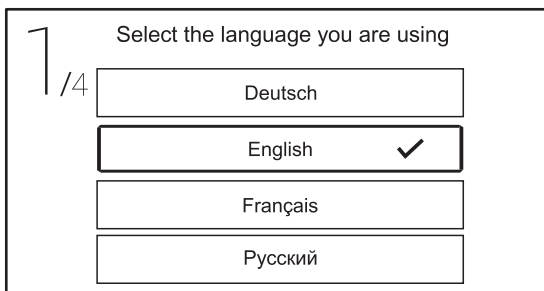 1/4
Select the language you are using
Deutsch
English
Français
Русский